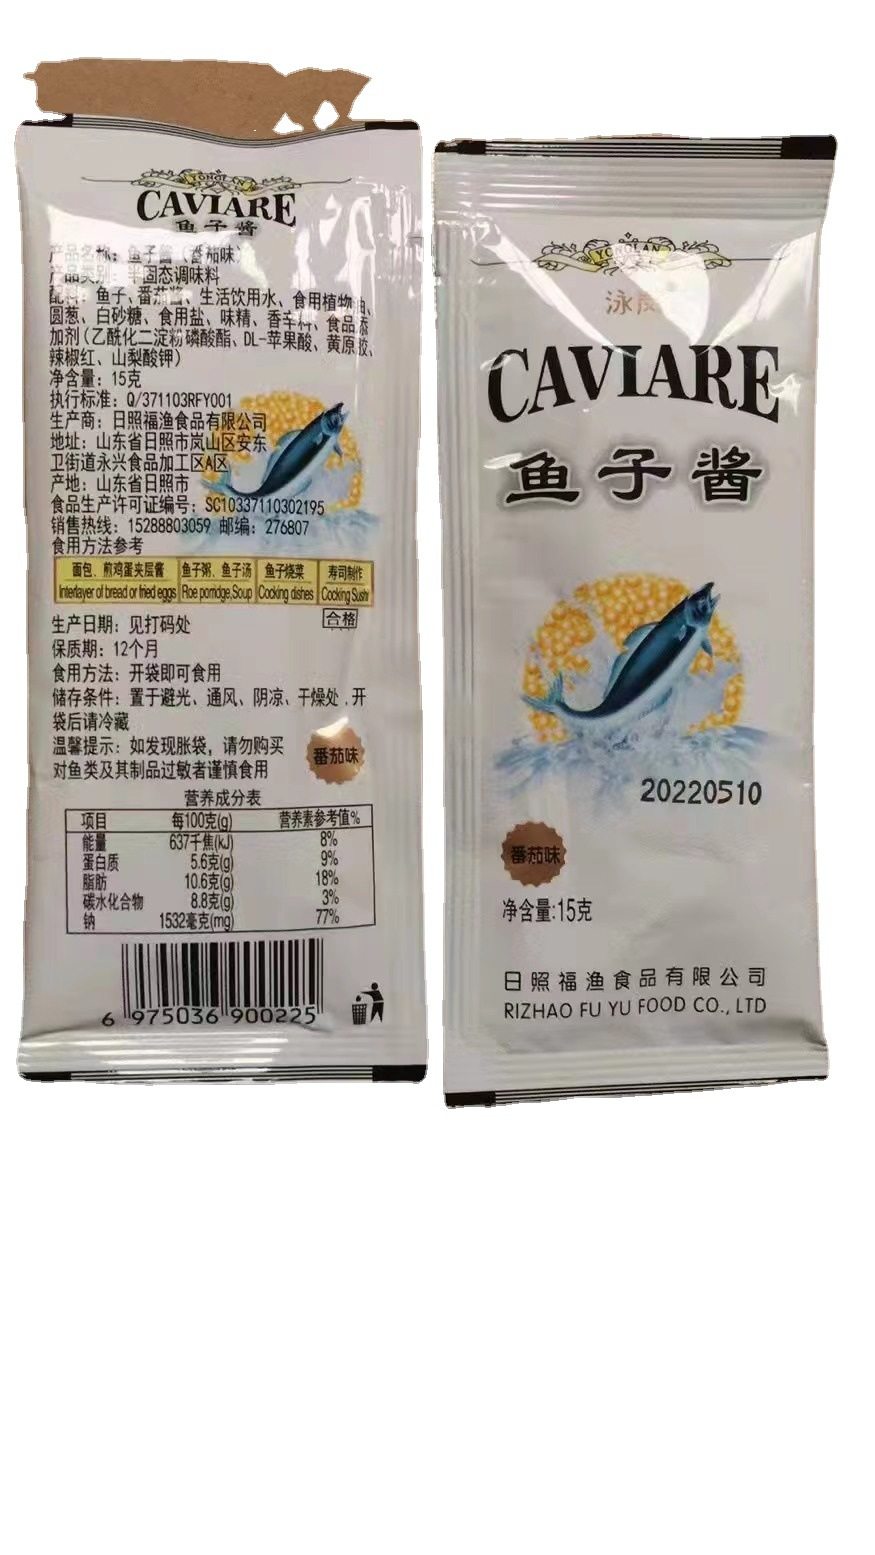 YONGLAN
CAVIARE
鱼子酱
产品名称：鱼子酱（番茄味）
产品类别：半固态调味料
配料：鱼子、番茄酱、生活饮用水、食用植物油、
圆葱、白砂糖、食用盐、味精、香辛料、食品添
加剂(乙酰化二淀粉磷酸酯、DL-苹果酸、黄原胶、
辣椒红、山梨酸钾)
净含量：15克
执行标准：Q/371103RFY001
生产商：日照福渔食品有限公司
地址：山东省日照市岚山区安东
卫街道永兴食品加工区A区
产地：山东省日照市
食品生产许可证编号：SC10337110302195
销售热线：15288803059 邮编：276807
食用方法参考
面包、煎鸡蛋夹层酱 鱼子粥、鱼子汤 鱼子烧菜 寿司制作
Interlayer of bread or fried eggs Roe porridge,Soup Cooking dishes Cooking Sushi
生产日期：见打码处 合格
保质期：12个月
食用方法：开袋即可食用
储存条件：置于避光、通风、阴凉、干燥处,开
袋后请冷藏
温馨提示：如发现胀袋，请勿购买
对鱼类及其制品过敏者谨慎食用
番茄味
营养成分表
项目 每100克(g) 营养素参考值%
能量 637千焦(kJ) 8%
蛋白质 5.6克(g) 9%
脂肪 10.6克(g) 18%
碳水化合物 8.8克(g) 3%
钠 1532毫克(mg) 77%
6 975036 900225
YONGLAN
泳
CAVIARE
鱼子酱
20220510
番茄味
净含量:15克
日照福渔食品有限公司
RIZHAO FU YU FOOD CO., LTD